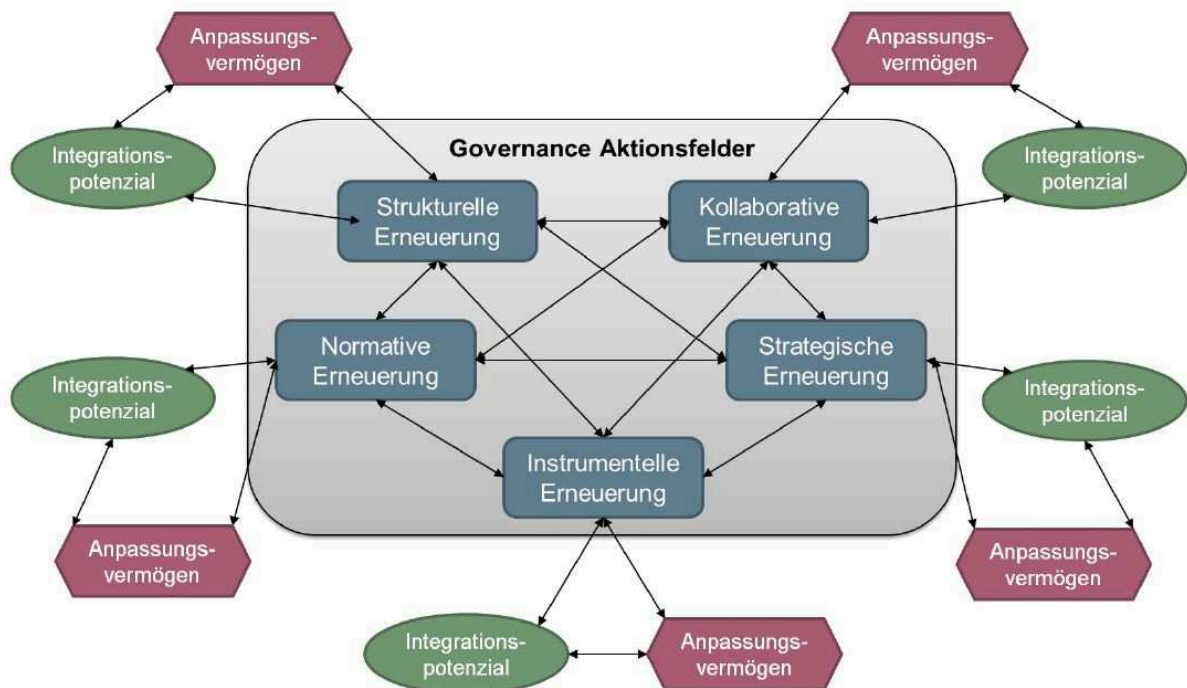 Anpassungs-
vermögen
Anpassungs-
vermögen
Integrations-
potenzial
Governance Aktionsfelder
Integrations-
potenzial
Strukturelle
Erneuerung
Kollaborative
Erneuerung
Integrations-
potenzial
Normative
Erneuerung
Strategische
Erneuerung
Integrations-
potenzial
Instrumentelle
Erneuerung
Anpassungs-
vermögen
Anpassungs-
vermögen
Integrations-
potenzial
Anpassungs-
vermögen